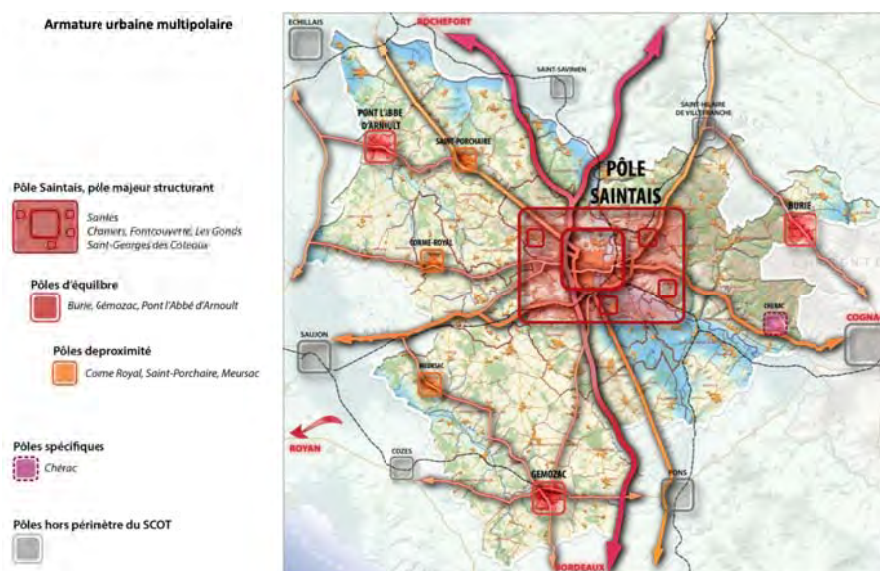 Armature urbaine multipolaire
Pôle Saintais, pôle majeur structurant
Saintes
Chaniers, Fontcouverte, Les Gonds
Saint-Georges des Coteaux
Pôles d'équilibre
Burie, Gémozac, Pont l'Abbé d'Arnoult
Pôles deproximité
Corme Royal, Saint-Porchaire, Meursac
Pôles spécifiques
Chérac
Pôles hors périmètre du SCOT
ECHILLAIS
ROCHEFORT
SAINT-SAVINIEN
SAINT-HILAIRE
DE VILLEFRANCHE
PONT L'ABBE
D'ARNOULT
SAINT-PORCHAIRE
PÔLE
SAINTAIS
BURIE
CORME-ROYAL
CHERAC
COGNAC
SAUJON
MEURSAC
ROYAN
COZES
GEMOZAC
PONS
BORDEAUX